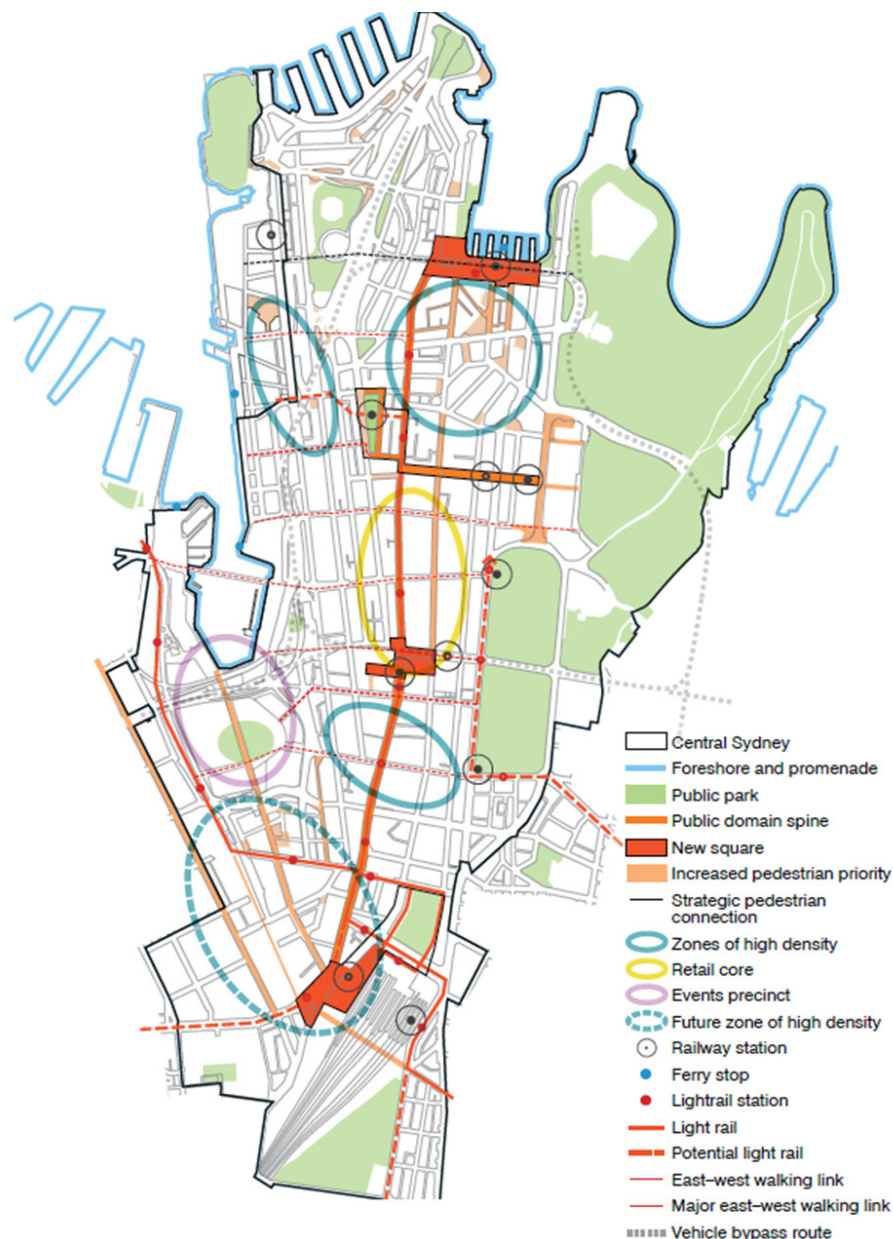 Central Sydney
Foreshore and promenade
Public park
Public domain spine
New square
Increased pedestrian priority
Strategic pedestrian
connection
Zones of high density
Retail core
Events precinct
Future zone of high density
Railway station
Ferry stop
Lightrail station
Light rail
Potential light rail
East–west walking link
Major east–west walking link
Vehicle bypass route